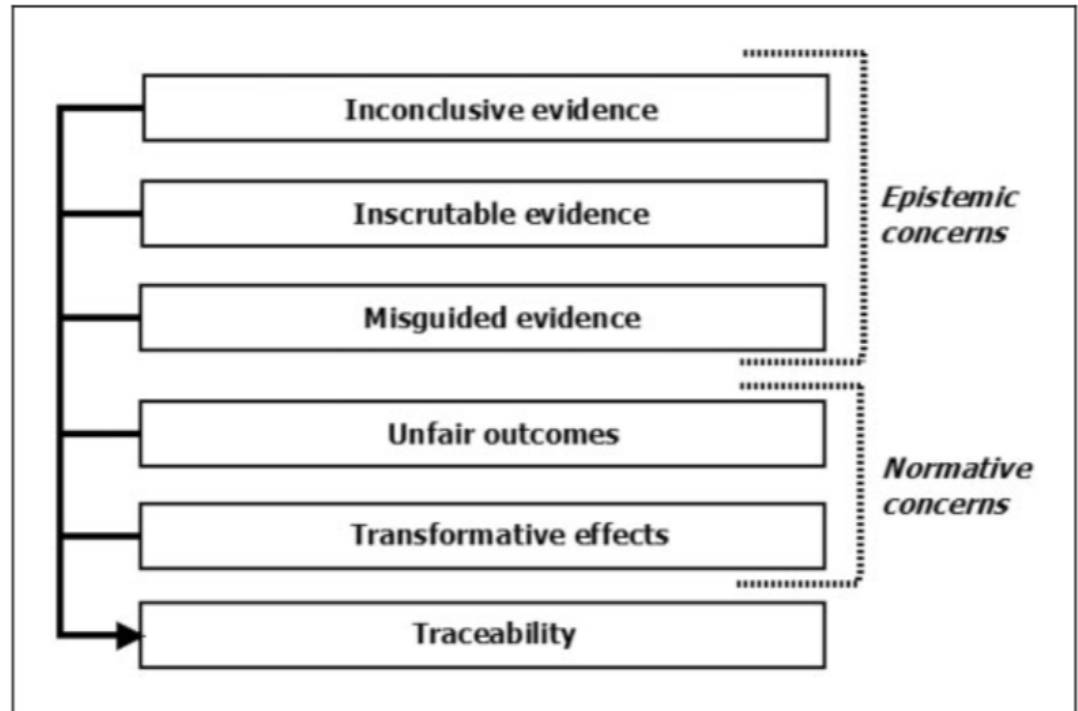 Inconclusive evidence
Inscrutable evidence
Epistemic
concerns
Misguided evidence
Unfair outcomes
Normative
concerns
Transformative effects
Traceability